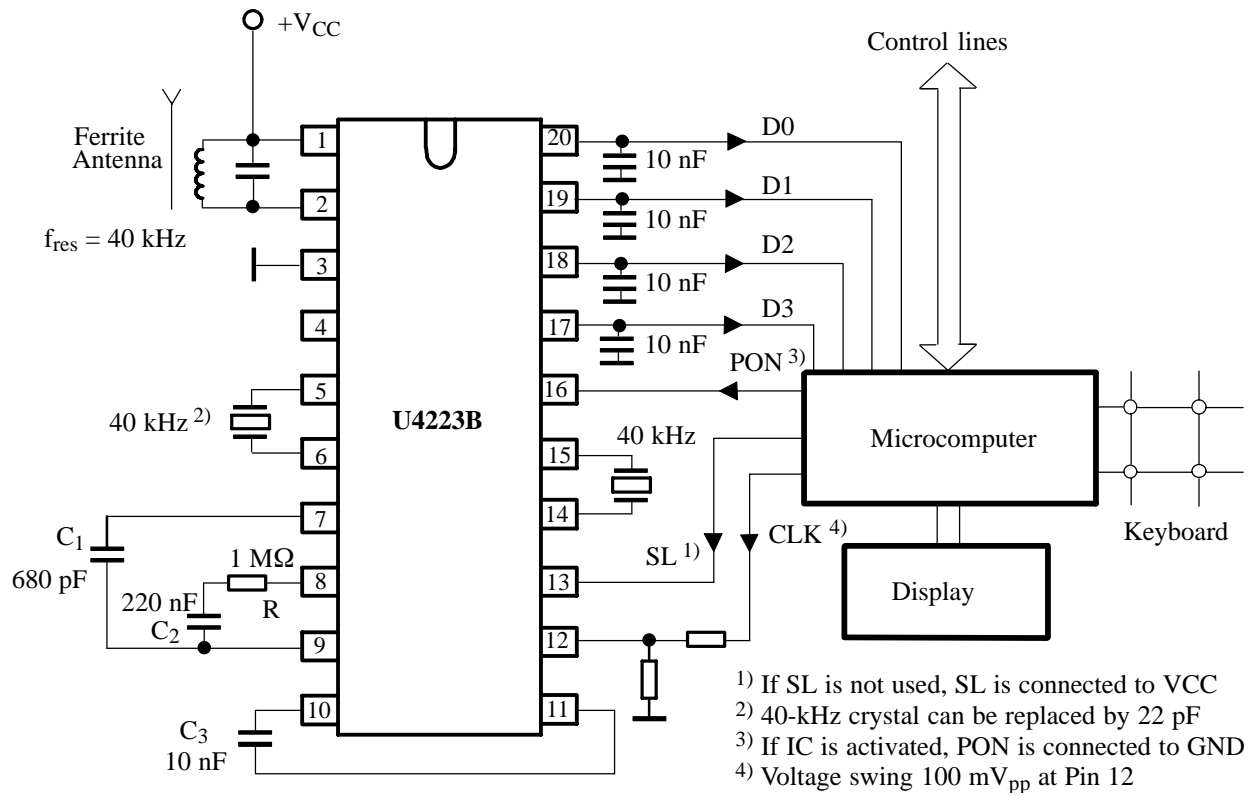 +VCC
Control lines
Ferrite
Antenna
fres = 40 kHz
1
2
3
4
5
6
7
8
9
10
20
19
18
17
16
15
14
13
12
11
U4223B
10 nF
D0
10 nF
D1
10 nF
D2
10 nF
D3
PON 3)
40 kHz 2)
40 kHz
Microcomputer
Keyboard
C1
680 pF
1 MΩ
R
220 nF
C2
SL 1)
CLK 4)
Display
C3
10 nF
1) If SL is not used, SL is connected to VCC
2) 40-kHz crystal can be replaced by 22 pF
3) If IC is activated, PON is connected to GND
4) Voltage swing 100 mVpp at Pin 12